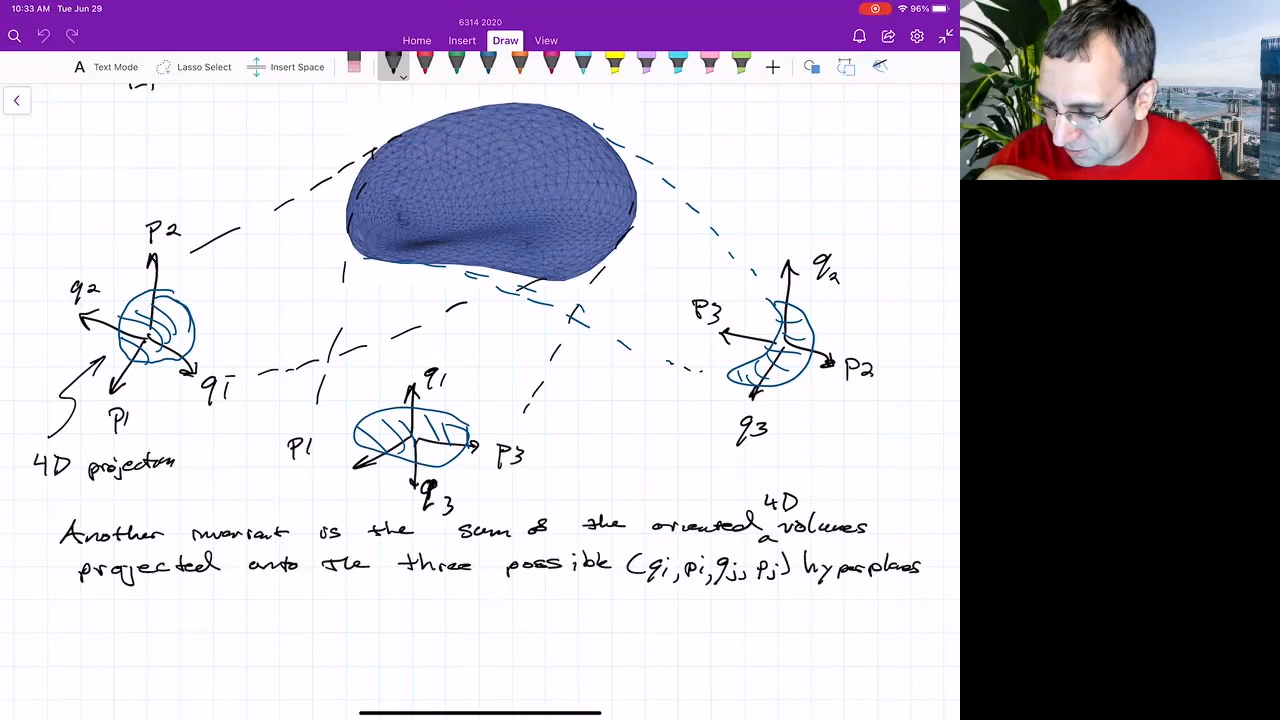 10:33 AM Tue Jun 29
96%
6314 2020
Home Insert Draw View
A Text Mode Lasso Select Insert Space
p2
q2
q1
p1
4D projection
q1
p1
p3
q3
q2
p3
p2
q3
4D
Another invariant is the sum of the oriented volumes
projected onto the three possible (qi, pi, qj, pj) hyperplanes